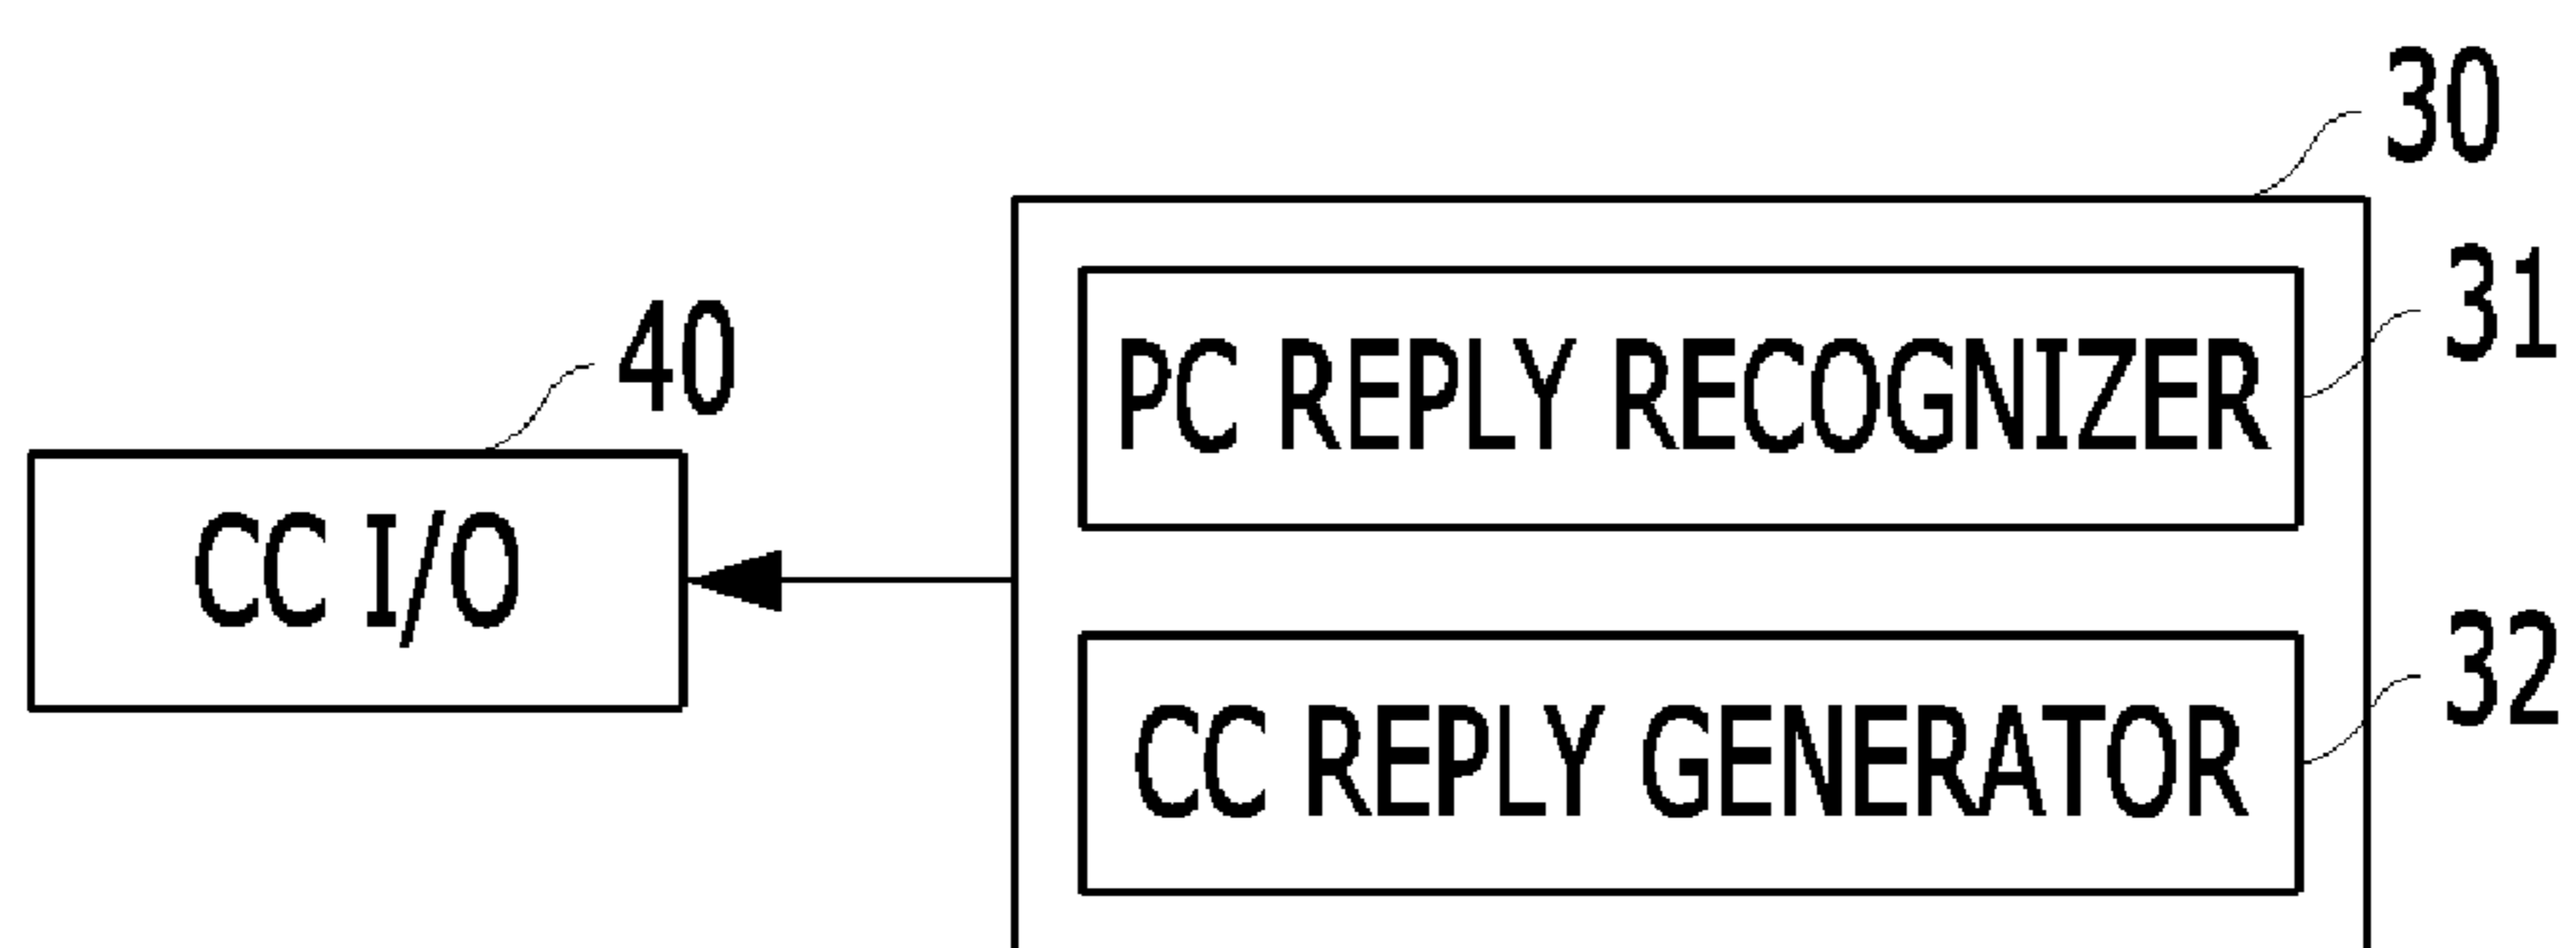 30
31
PC REPLY RECOGNIZER
40
CC I/O
32
CC REPLY GENERATOR